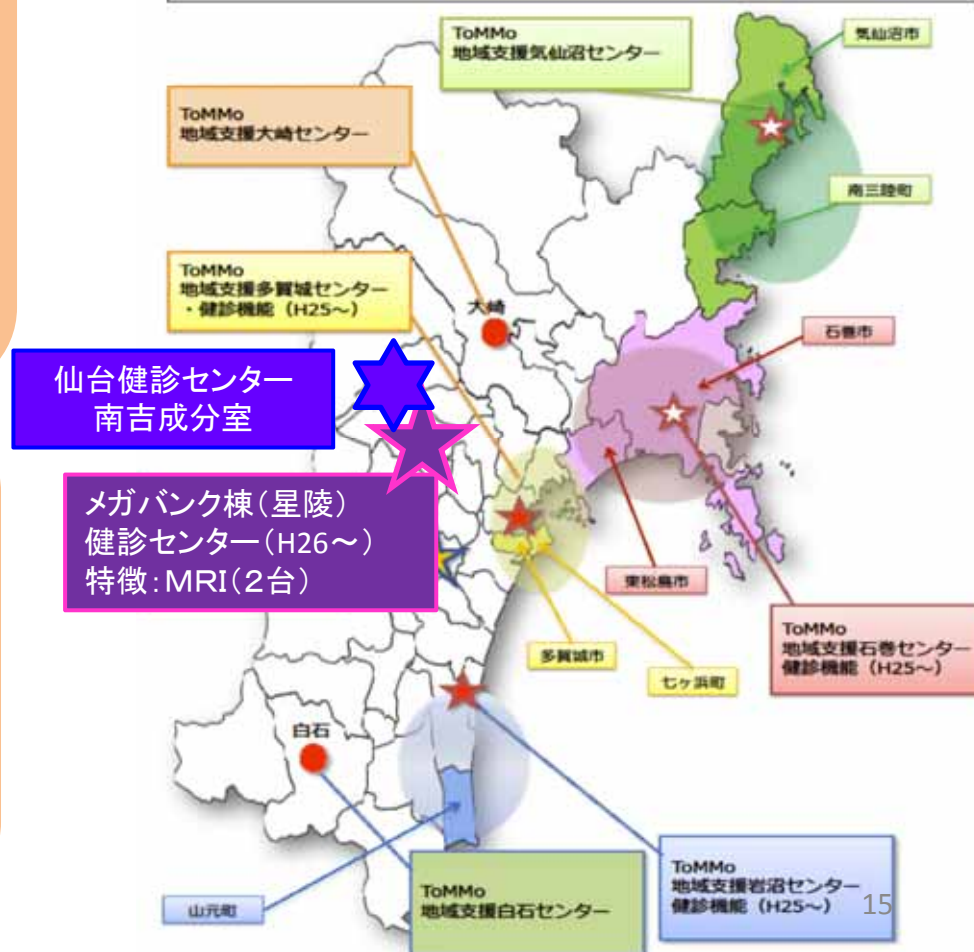 ToMMo
地域支援気仙沼センター
気仙沼市
ToMMo
地域支援大崎センター
南三陸町
ToMMo
地域支援多賀城センター
・健診機能（H25～）
大崎
石巻市
仙台健診センター
南吉成分室
メガバンク棟（星陵）
健診センター（H26～）
特徴：MRI（2台）
東松島市
ToMMo
地域支援石巻センター
健診機能（H25～）
多賀城市
七ヶ浜町
白石
ToMMo
地域支援岩沼センター
健診機能（H25～）
15
ToMMo
地域支援白石センター
山元町